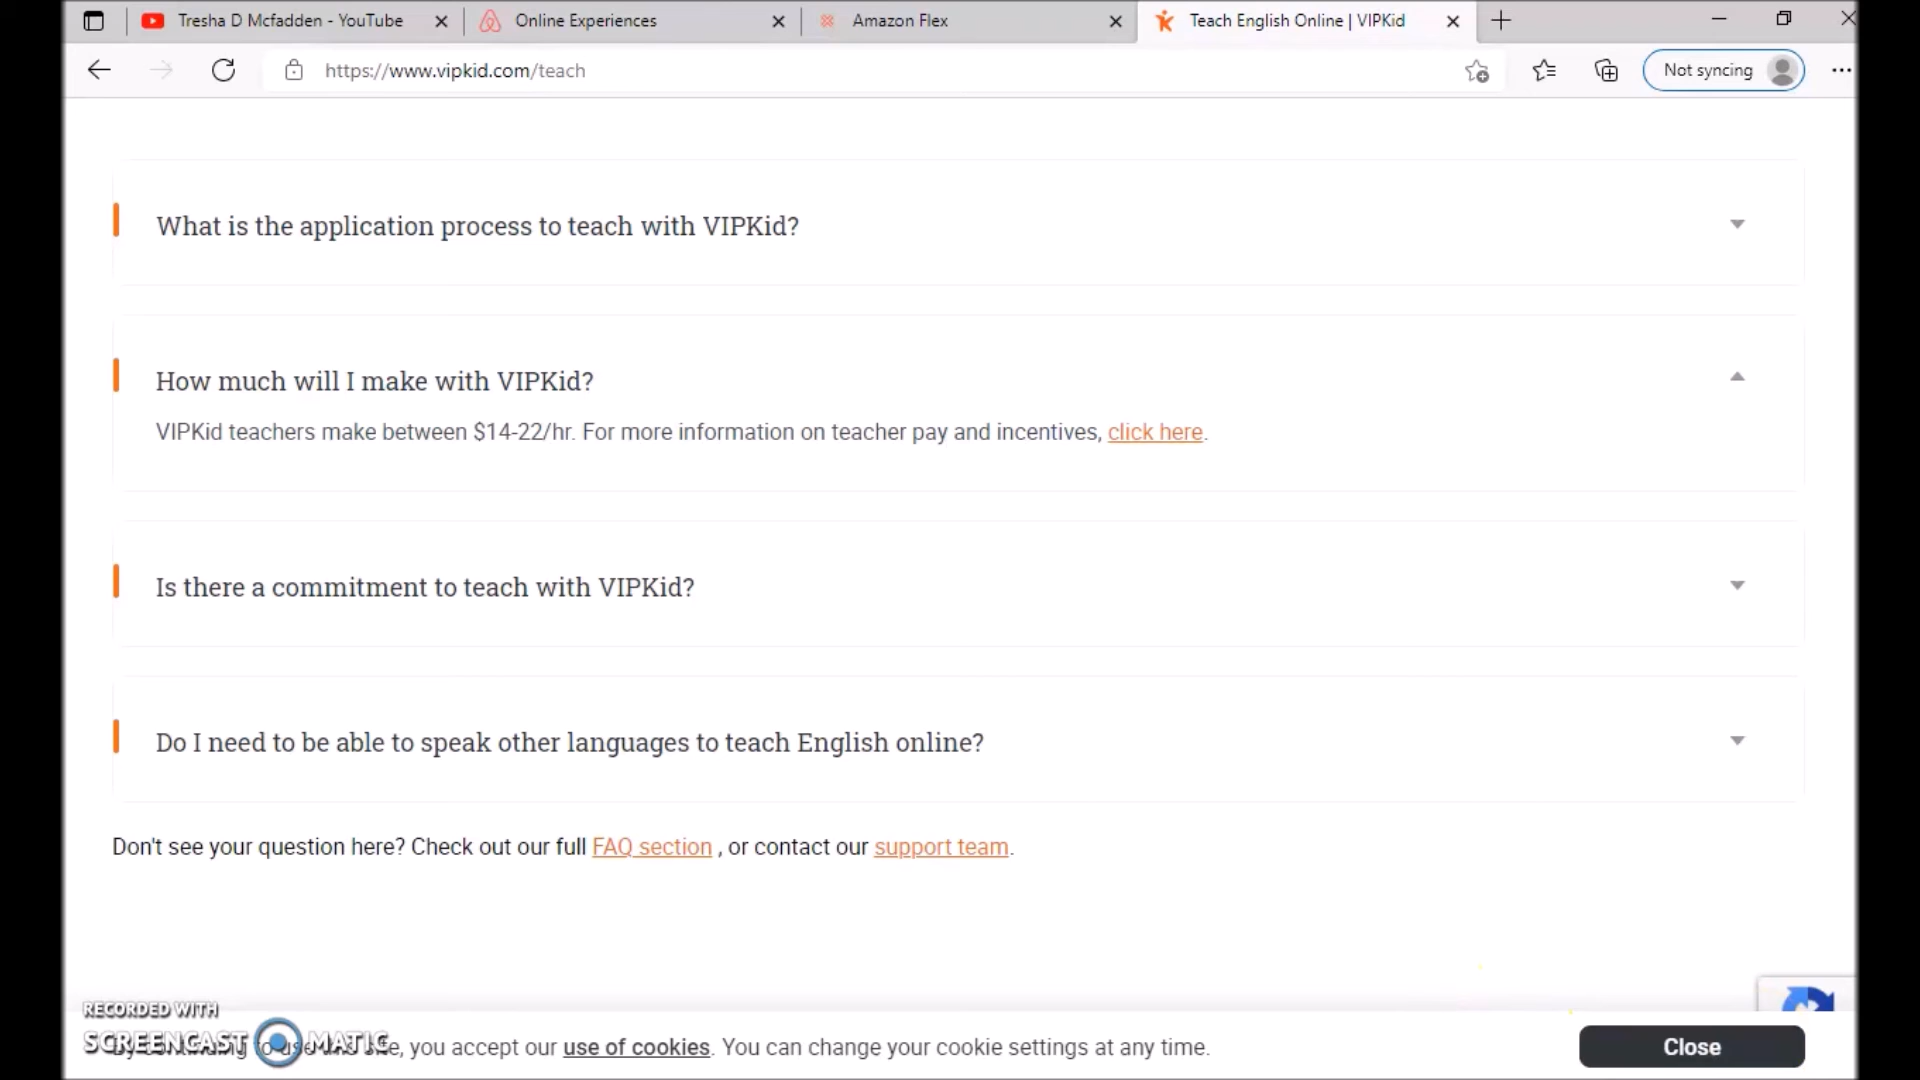 Tresha D Mcfadden - YouTube
Online Experiences
Amazon Flex
Teach English Online | VIPKid
https://www.vipkid.com/teach
Not syncing
What is the application process to teach with VIPKid?
How much will I make with VIPKid?
VIPKid teachers make between $14-22/hr. For more information on teacher pay and incentives, click here.
Is there a commitment to teach with VIPKid?
Do I need to be able to speak other languages to teach English online?
Don't see your question here? Check out our full FAQ section , or contact our support team.
RECORDED WITH
SCREENCAST MATIC
you accept our use of cookies. You can change your cookie settings at any time.
Close